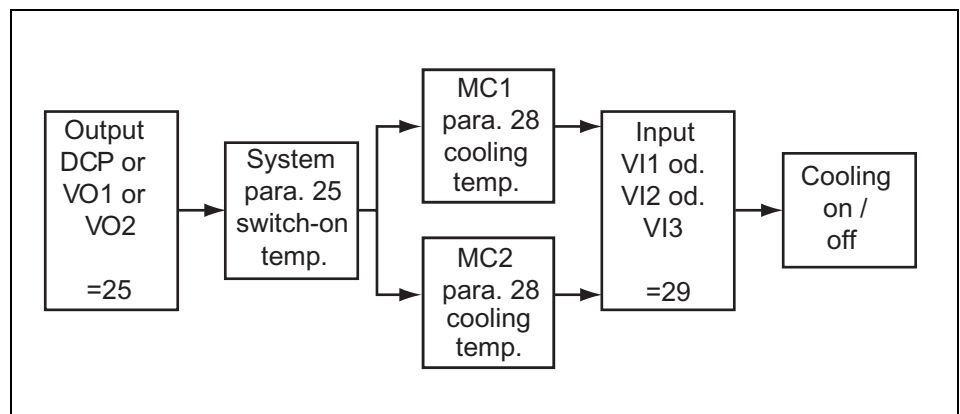 Output
DCP or
VO1 or
VO2
=25
System
para. 25
switch-on
temp.
MC1
para. 28
cooling
temp.
MC2
para. 28
cooling
temp.
Input
VI1 od.
VI2 od.
VI3
=29
Cooling
on /
off